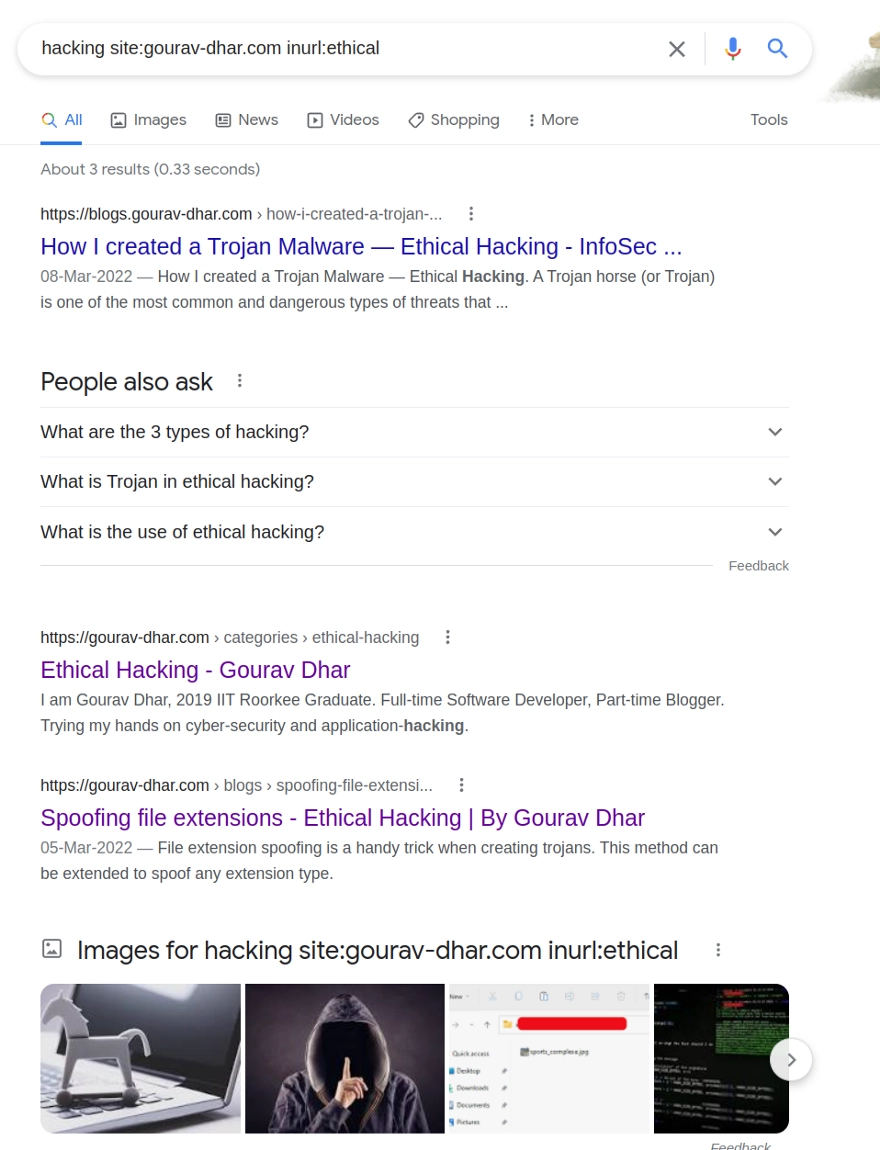 hacking site:gourav-dhar.com inurl:ethical
All Images News Videos Shopping More Tools
About 3 results (0.33 seconds)
https://blogs.gourav-dhar.com › how-i-created-a-trojan-...
How I created a Trojan Malware — Ethical Hacking - InfoSec ...
08-Mar-2022 — How I created a Trojan Malware — Ethical Hacking. A Trojan horse (or Trojan)
is one of the most common and dangerous types of threats that ...
People also ask
What are the 3 types of hacking?
What is Trojan in ethical hacking?
What is the use of ethical hacking?
Feedback
https://gourav-dhar.com › categories › ethical-hacking
Ethical Hacking - Gourav Dhar
I am Gourav Dhar, 2019 IIT Roorkee Graduate. Full-time Software Developer, Part-time Blogger.
Trying my hands on cyber-security and application-hacking.
https://gourav-dhar.com › blogs › spoofing-file-extensi...
Spoofing file extensions - Ethical Hacking | By Gourav Dhar
05-Mar-2022 — File extension spoofing is a handy trick when creating trojans. This method can
be extended to spoof any extension type.
Images for hacking site:gourav-dhar.com inurl:ethical
New
Quick access
Desktop
Downloads
Documents
Pictures
Feedback